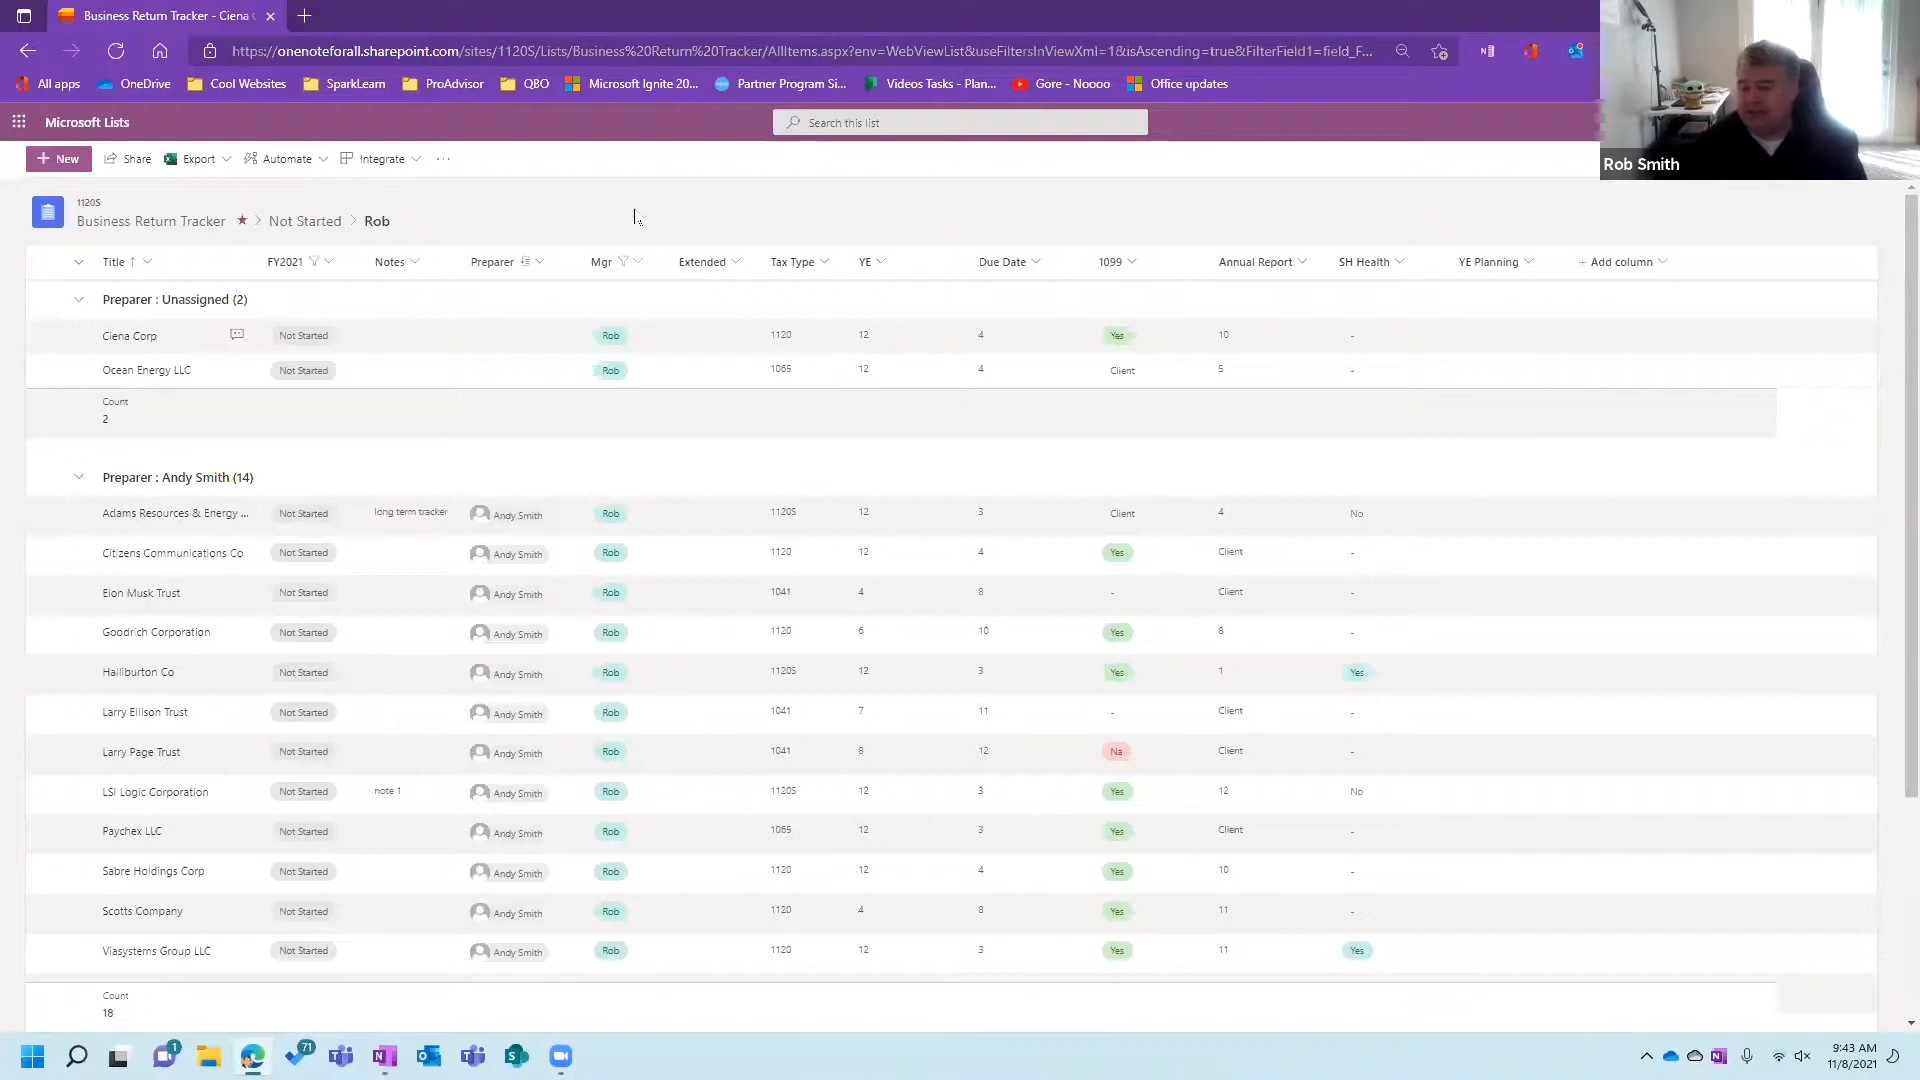 Business Return Tracker - Ciena
https://onenoteforall.sharepoint.com/sites/1120S/Lists/Business%20Return%20Tracker/AllItems.aspx?env=WebViewList&useFiltersInViewXml=1&isAscending=true&FilterField1=field_F...
All apps OneDrive Cool Websites SparkLearn ProAdvisor QBO Microsoft Ignite 20... Partner Program Si... Videos Tasks - Plan... Gore - Noooo Office updates
Microsoft Lists Search this list
Rob Smith
+ New Share Export Automate Integrate ...
1120S
Business Return Tracker > Not Started > Rob
Title FY2021 Notes Preparer Mgr Extended Tax Type YE Due Date 1099 Annual Report SH Health YE Planning + Add column
Preparer : Unassigned (2)
Ciena Corp Not Started Rob 1120 12 4 Yes 10 -
Ocean Energy LLC Not Started Rob 1065 12 4 Client 5 -
Count
2
Preparer : Andy Smith (14)
Adams Resources & Energy ... Not Started long term tracker Andy Smith Rob 1120S 12 3 Client 4 No
Citizens Communications Co Not Started Andy Smith Rob 1120 12 4 Yes Client -
Elon Musk Trust Not Started Andy Smith Rob 1041 4 8 - Client -
Goodrich Corporation Not Started Andy Smith Rob 1120 6 10 Yes 8 -
Halliburton Co Not Started Andy Smith Rob 1120S 12 3 Yes 1 Yes
Larry Ellison Trust Not Started Andy Smith Rob 1041 7 11 - Client -
Larry Page Trust Not Started Andy Smith Rob 1041 8 12 Na Client -
LSI Logic Corporation Not Started note 1 Andy Smith Rob 1120S 12 3 Yes 12 No
Paychex LLC Not Started Andy Smith Rob 1065 12 3 Yes Client -
Sabre Holdings Corp Not Started Andy Smith Rob 1120 12 4 Yes 10 -
Scotts Company Not Started Andy Smith Rob 1120 4 8 Yes 11 -
Viasystems Group LLC Not Started Andy Smith Rob 1120 12 3 Yes 11 Yes
Count
18
1 71
9:43 AM
11/8/2021